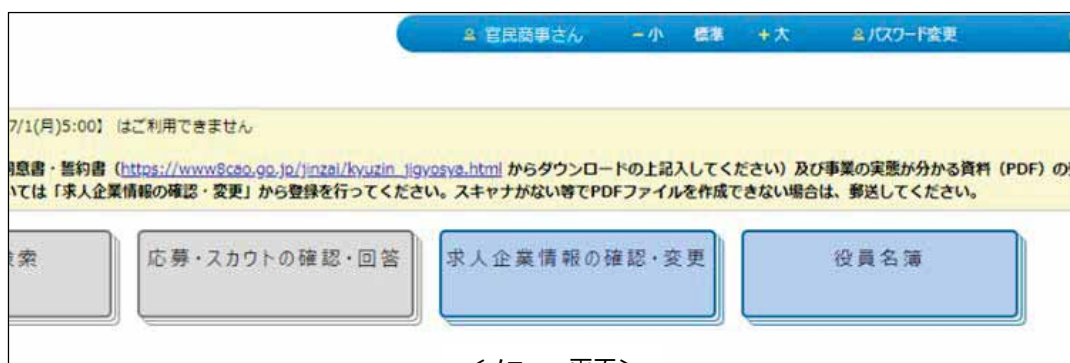 官民商事さん －小 標準 ＋大 パスワード変更
7/1(月)5:00】 はご利用できません
意書・誓約書（https://www8cao.go.jp/jinzai/kyuzin_jigyosya.html からダウンロードの上記入してください）及び事業の実態が分かる資料（PDF）の
いては「求人企業情報の確認・変更」から登録を行ってください。スキャナがない等でPDFファイルを作成できない場合は、郵送してください。
索 応募・スカウトの確認・回答 求人企業情報の確認・変更 役員名簿